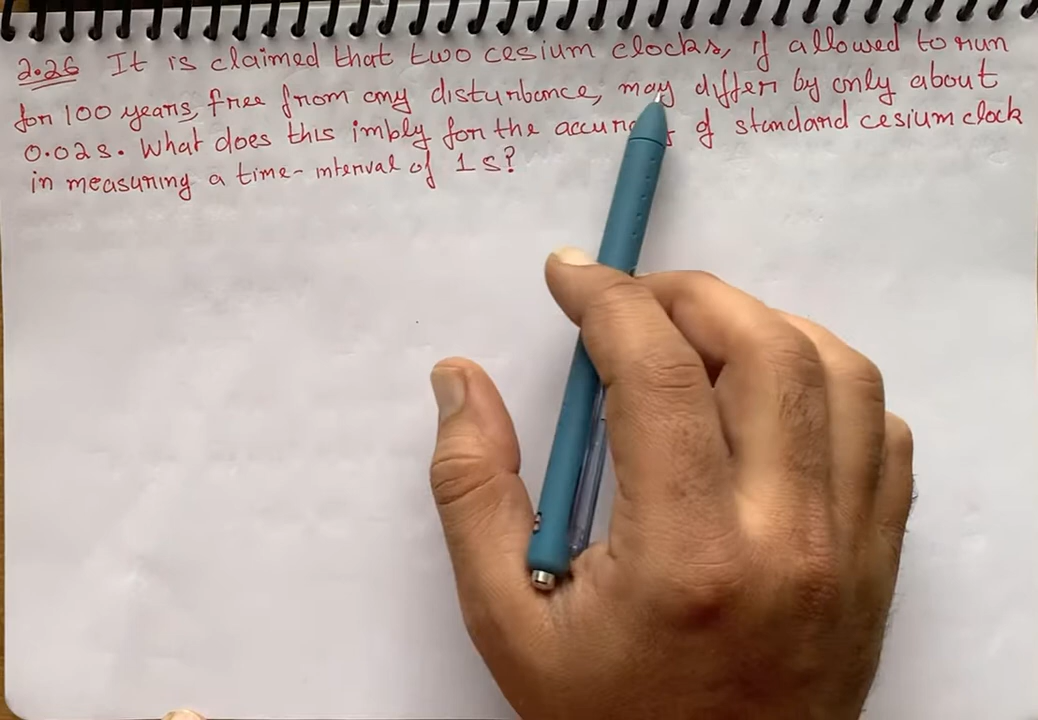 2.26 It is claimed that two cesium clocks, if allowed to run
for 100 years, free from any disturbance, may differ by only about
0.02 s. What does this imply for the of standard cesium clock
in measuring a time-interval of 1 s?